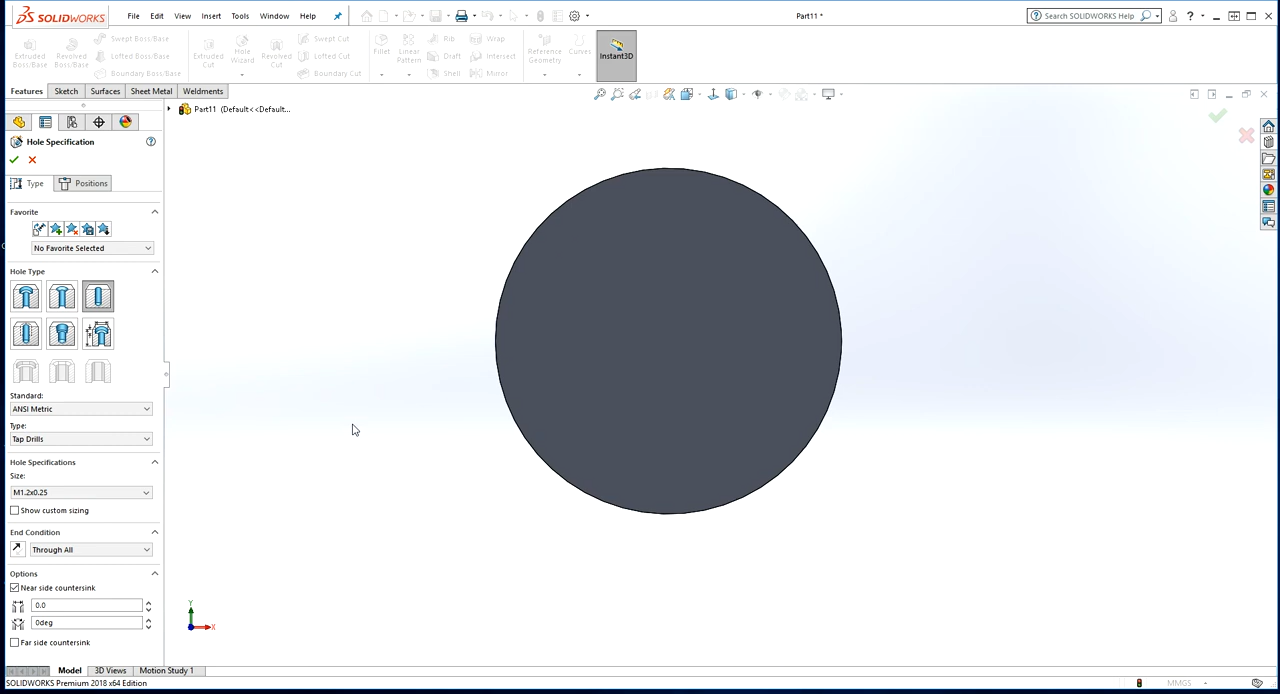 SOLIDWORKS File Edit View Insert Tools Window Help Part11 * Search SOLIDWORKS Help ?
Extruded Boss/Base
Revolved Boss/Base
Swept Boss/Base
Lofted Boss/Base
Boundary Boss/Base
Extruded Cut
Hole Wizard
Revolved Cut
Swept Cut
Lofted Cut
Boundary Cut
Fillet
Linear Pattern
Rib
Draft
Shell
Wrap
Intersect
Mirror
Reference Geometry
Curves
Instant3D
Features Sketch Surfaces Sheet Metal Weldments
Part11 (Default<<Default...
Hole Specification ?
Type Positions
Favorite
No Favorite Selected
Hole Type
Standard:
ANSI Metric
Type:
Tap Drills
Hole Specifications
Size:
M1.2x0.25
Show custom sizing
End Condition
Through All
Options
Near side countersink
0.0
0deg
Far side countersink
Y
X
Model 3D Views Motion Study 1
SOLIDWORKS Premium 2018 x64 Edition MMGS -